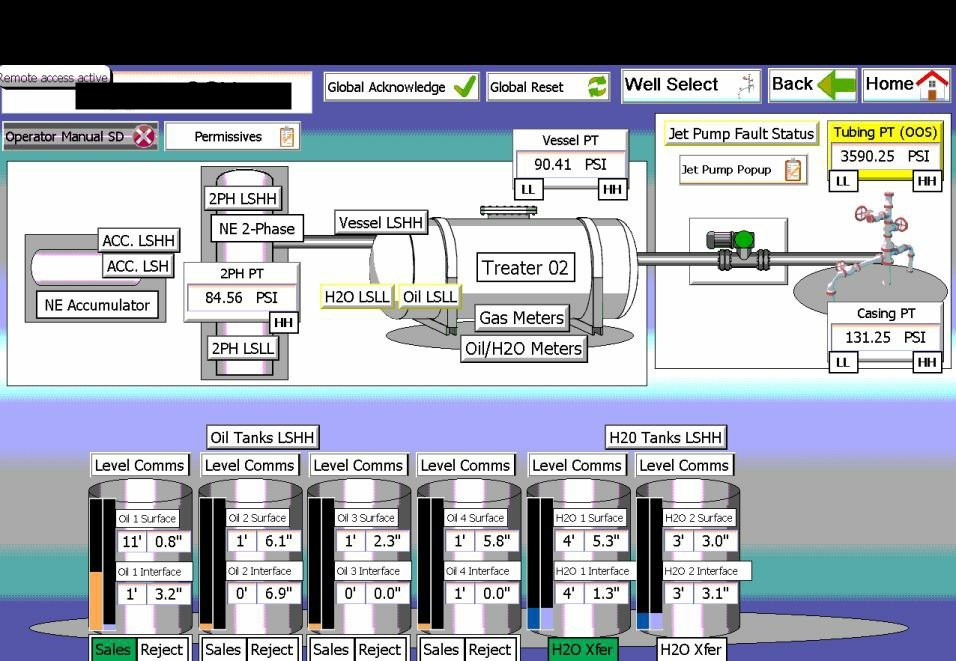 Remote access active
Global Acknowledge
Global Reset
Well Select
Back
Home
Operator Manual SD
Permissives
Vessel PT
90.41 PSI
LL HH
Jet Pump Fault Status
Tubing PT (OOS)
3590.25 PSI
LL HH
Jet Pump Popup
2PH LSHH
NE 2-Phase
Vessel LSHH
ACC. LSHH
ACC. LSH
NE Accumulator
2PH PT
84.56 PSI
HH
2PH LSLL
Treater 02
H2O LSLL
Oil LSLL
Gas Meters
Oil/H2O Meters
Casing PT
131.25 PSI
LL HH
Oil Tanks LSHH
H20 Tanks LSHH
Level Comms Level Comms Level Comms Level Comms Level Comms Level Comms
Oil 1 Surface Oil 2 Surface Oil 3 Surface Oil 4 Surface H2O 1 Surface H2O 2 Surface
11' 0.8" 1' 6.1" 1' 2.3" 1' 5.8" 4' 5.3" 3' 3.0"
Oil 1 Interface Oil 2 Interface Oil 3 Interface Oil 4 Interface H2O 1 Interface H2O 2 Interface
1' 3.2" 0' 6.9" 0' 0.0" 1' 0.0" 4' 1.3" 3' 3.1"
Sales Reject Sales Reject Sales Reject Sales Reject H2O Xfer H2O Xfer